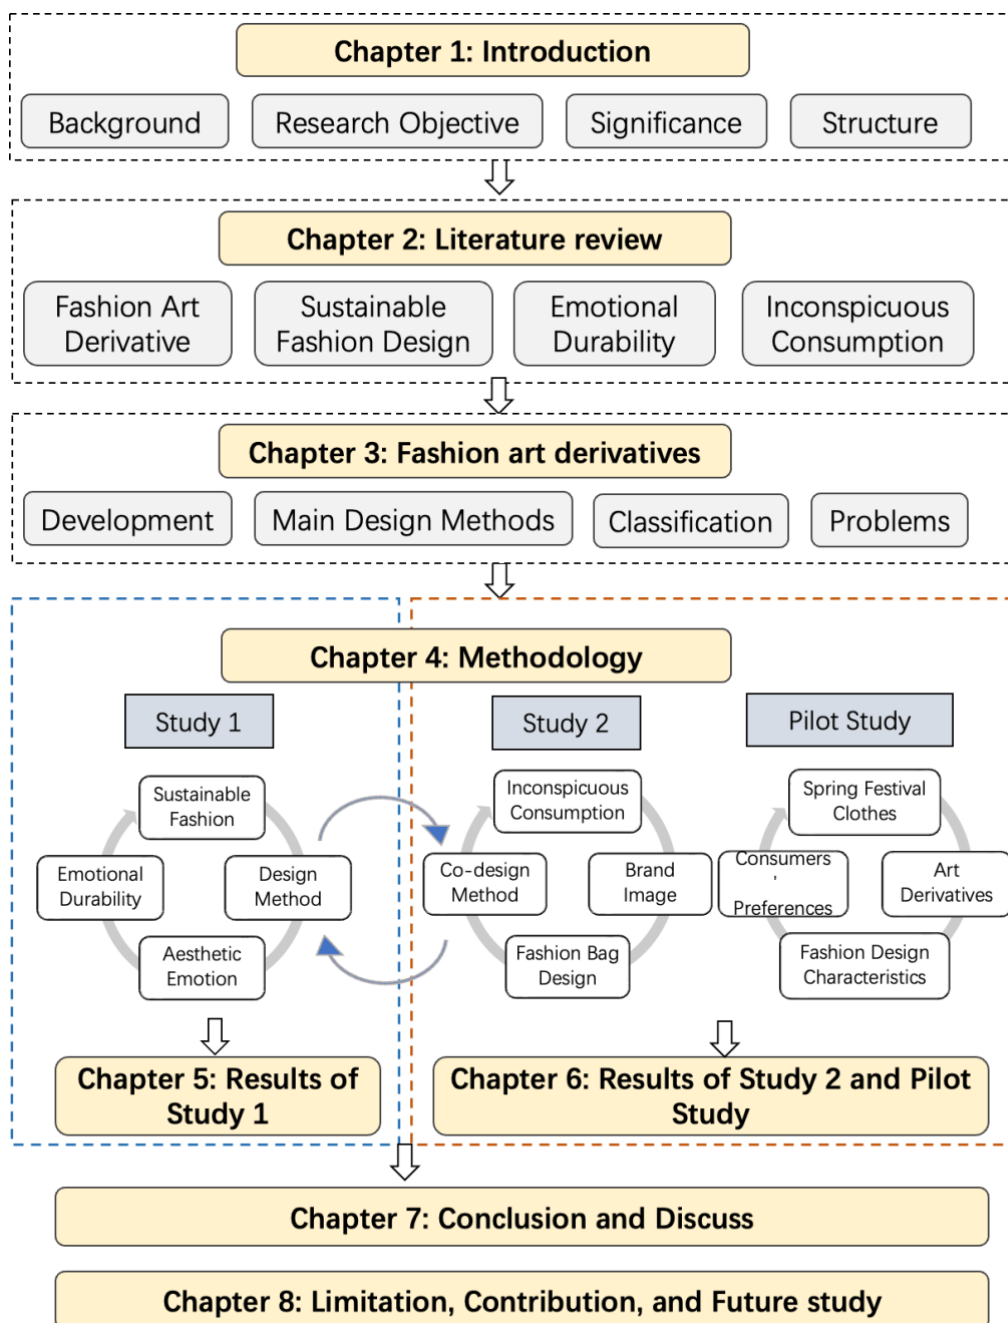 Chapter 1: Introduction
Background
Research Objective
Significance
Structure
Chapter 2: Literature review
Fashion Art
Derivative
Sustainable
Fashion Design
Emotional
Durability
Inconspicuous
Consumption
Chapter 3: Fashion art derivatives
Development
Main Design Methods
Classification
Problems
Chapter 4: Methodology
Study 1
Sustainable
Fashion
Emotional
Durability
Design
Method
Aesthetic
Emotion
Study 2
Inconspicuous
Consumption
Co-design
Method
Brand
Image
Fashion Bag
Design
Pilot Study
Spring Festival
Clothes
Consumers
'
Preferences
Art
Derivatives
Fashion Design
Characteristics
Chapter 5: Results of
Study 1
Chapter 6: Results of Study 2 and Pilot
Study
Chapter 7: Conclusion and Discuss
Chapter 8: Limitation, Contribution, and Future study